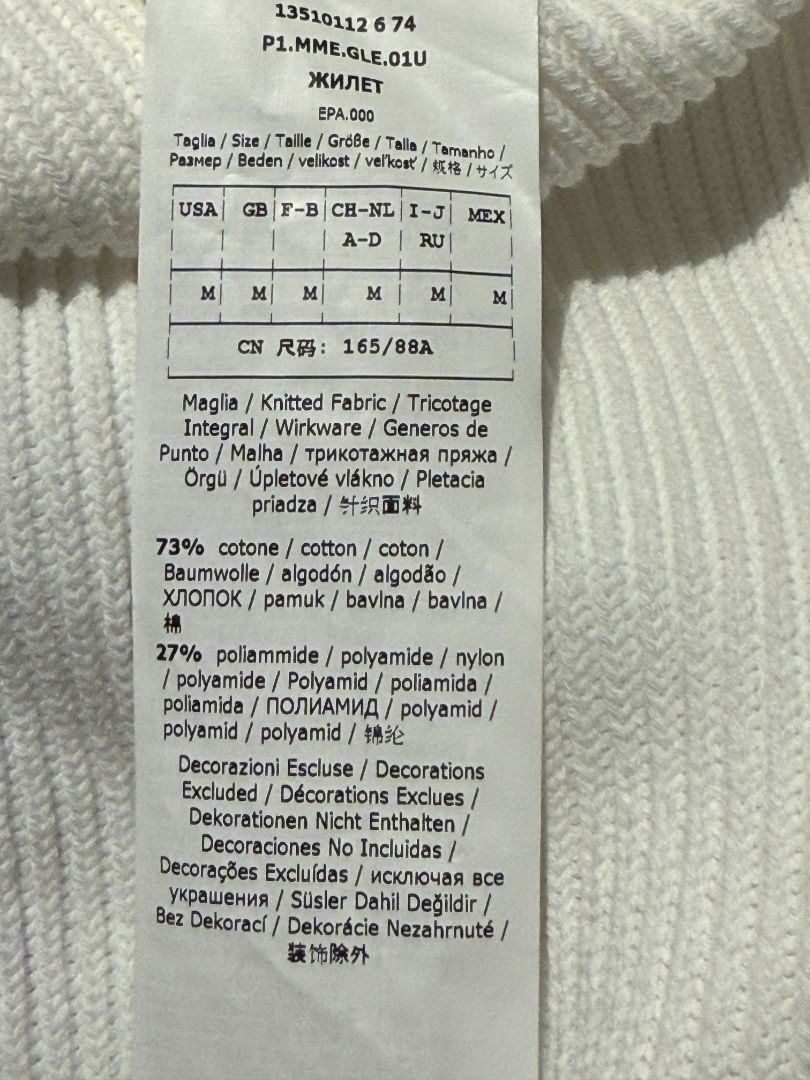 13510112 6 74
P1.MME.GLE.01U
ЖИЛЕТ
EPA.000
Taglia / Size / Taille / Größe / Talla / Tamanho /
Размер / Beden / velikost / veľkosť / 规格 / サイズ
USA GB F-B CH-NL I-J MEX
A-D RU
M M M M M M
CN 尺码: 165/88A
Maglia / Knitted Fabric / Tricotage
Integral / Wirkware / Generos de
Punto / Malha / трикотажная пряжа /
Örgü / Úpletové vlákno / Pletacia
priadza / 针织面料
73% cotone / cotton / coton /
Baumwolle / algodón / algodão /
ХЛОПОК / pamuk / bavlna / bavlna /
棉
27% poliammide / polyamide / nylon
/ polyamide / Polyamid / poliamida /
poliamida / ПОЛИАМИД / polyamid /
polyamid / polyamid / 锦纶
Decorazioni Escluse / Decorations
Excluded / Décorations Exclues /
Dekorationen Nicht Enthalten /
Decoraciones No Incluidas /
Decorações Excluídas / исключая все
украшения / Süsler Dahil Değildir /
Bez Dekorací / Dekorácie Nezahrnuté /
装饰除外